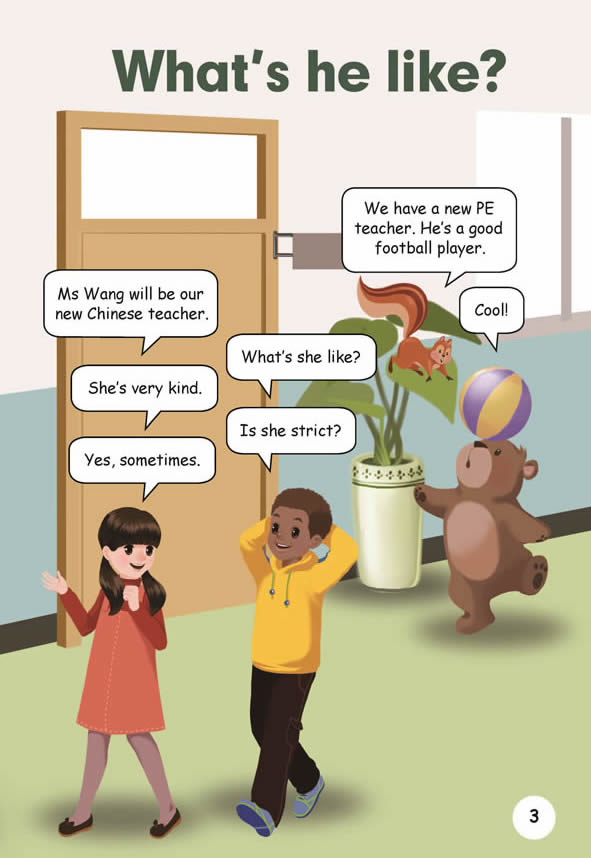 What's he like?
We have a new PE
teacher. He's a good
football player.
Cool!
Ms Wang will be our
new Chinese teacher.
What's she like?
She's very kind.
Is she strict?
Yes, sometimes.
3